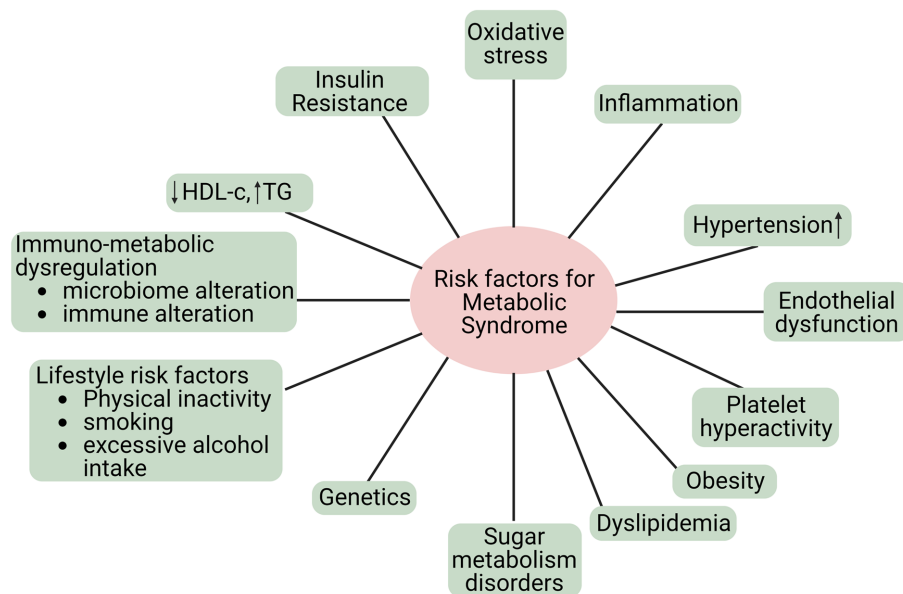 Oxidative
stress
Insulin
Resistance
Inflammation
↓HDL-c,↑TG
Hypertension↑
Immuno-metabolic
dysregulation
• microbiome alteration
• immune alteration
Risk factors for
Metabolic
Syndrome
Endothelial
dysfunction
Lifestyle risk factors
• Physical inactivity
• smoking
• excessive alcohol
intake
Platelet
hyperactivity
Obesity
Genetics
Dyslipidemia
Sugar
metabolism
disorders